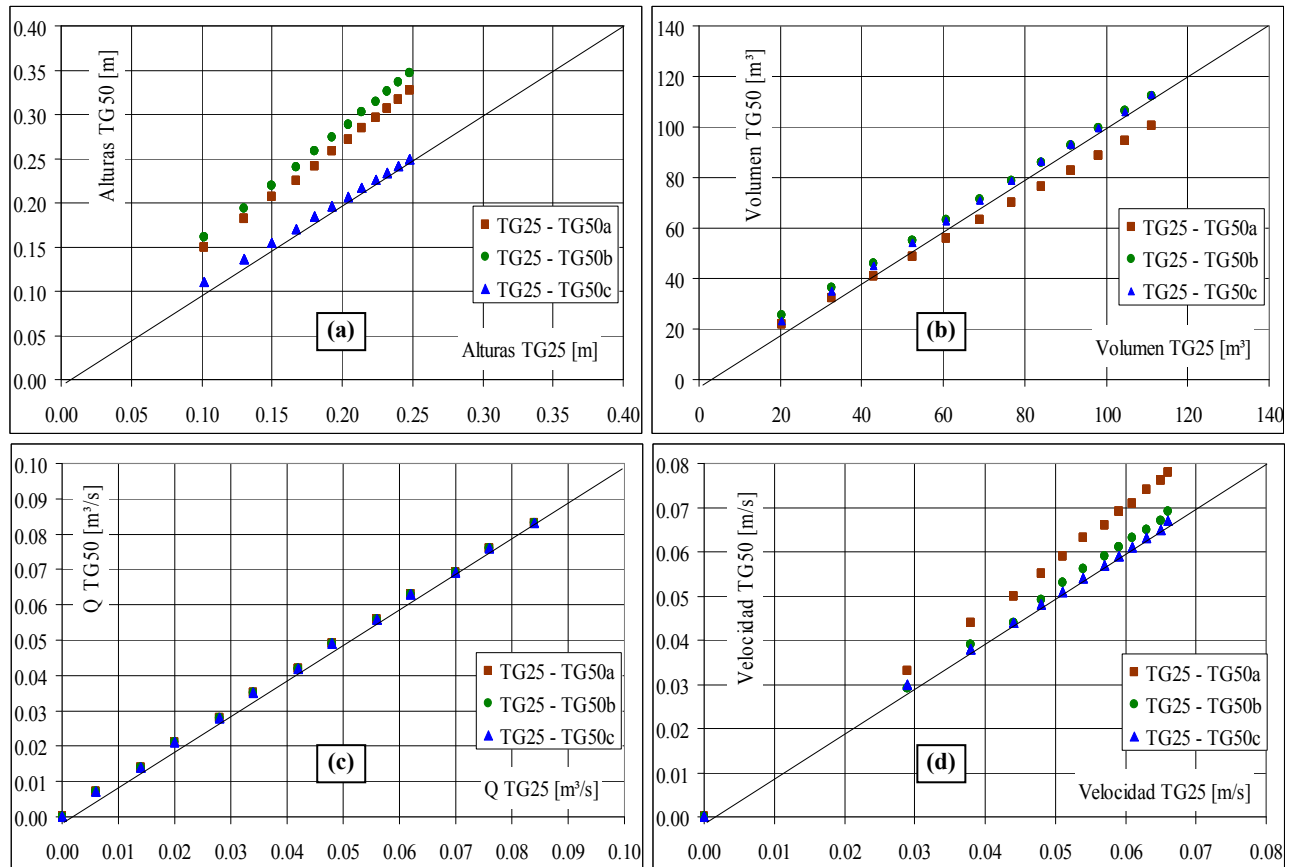 Alturas TG50 [m]
0.40
0.35
0.30
0.25
0.20
0.15
0.10
0.05
0.00
TG25 - TG50a
TG25 - TG50b
TG25 - TG50c
(a)
Alturas TG25 [m]
0.00 0.10 0.15 0.20 0.25 0.30 0.35 0.40
Volumen TG50 [m³]
140
120
100
80
60
40
20
0
TG25 - TG50a
TG25 - TG50b
TG25 - TG50c
(b)
Volumen TG25 [m³]
0 20 40 60 80 100 120 140
Q TG50 [m³/s]
0.10
0.09
0.08
0.07
0.06
0.05
0.04
0.03
0.02
0.01
0.00
TG25 - TG50a
TG25 - TG50b
TG25 - TG50c
(c)
Q TG25 [m³/s]
0.00 0.01 0.02 0.03 0.04 0.05 0.06 0.07 0.08 0.09 0.10
Velocidad TG50 [m/s]
0.08
0.07
0.06
0.05
0.04
0.03
0.02
0.01
0.00
TG25 - TG50a
TG25 - TG50b
TG25 - TG50c
(d)
Velocidad TG25 [m/s]
0.00 0.01 0.02 0.03 0.04 0.05 0.06 0.07 0.08